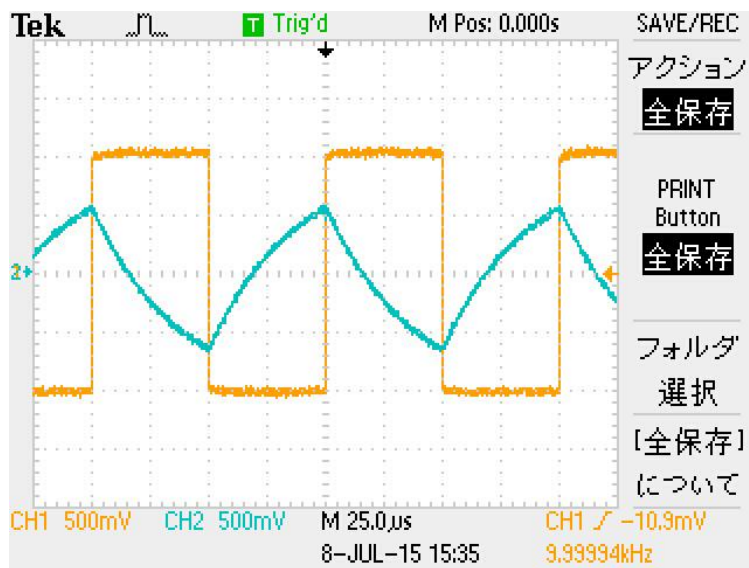 Tek Trig'd M Pos: 0.000s SAVE/REC
アクション
全保存
PRINT
Button
全保存
2
フォルダ
選択
[全保存]
について
CH1 500mV CH2 500mV M 25.0µs CH1 -10.9mV
8-JUL-15 15:35 9.99994kHz